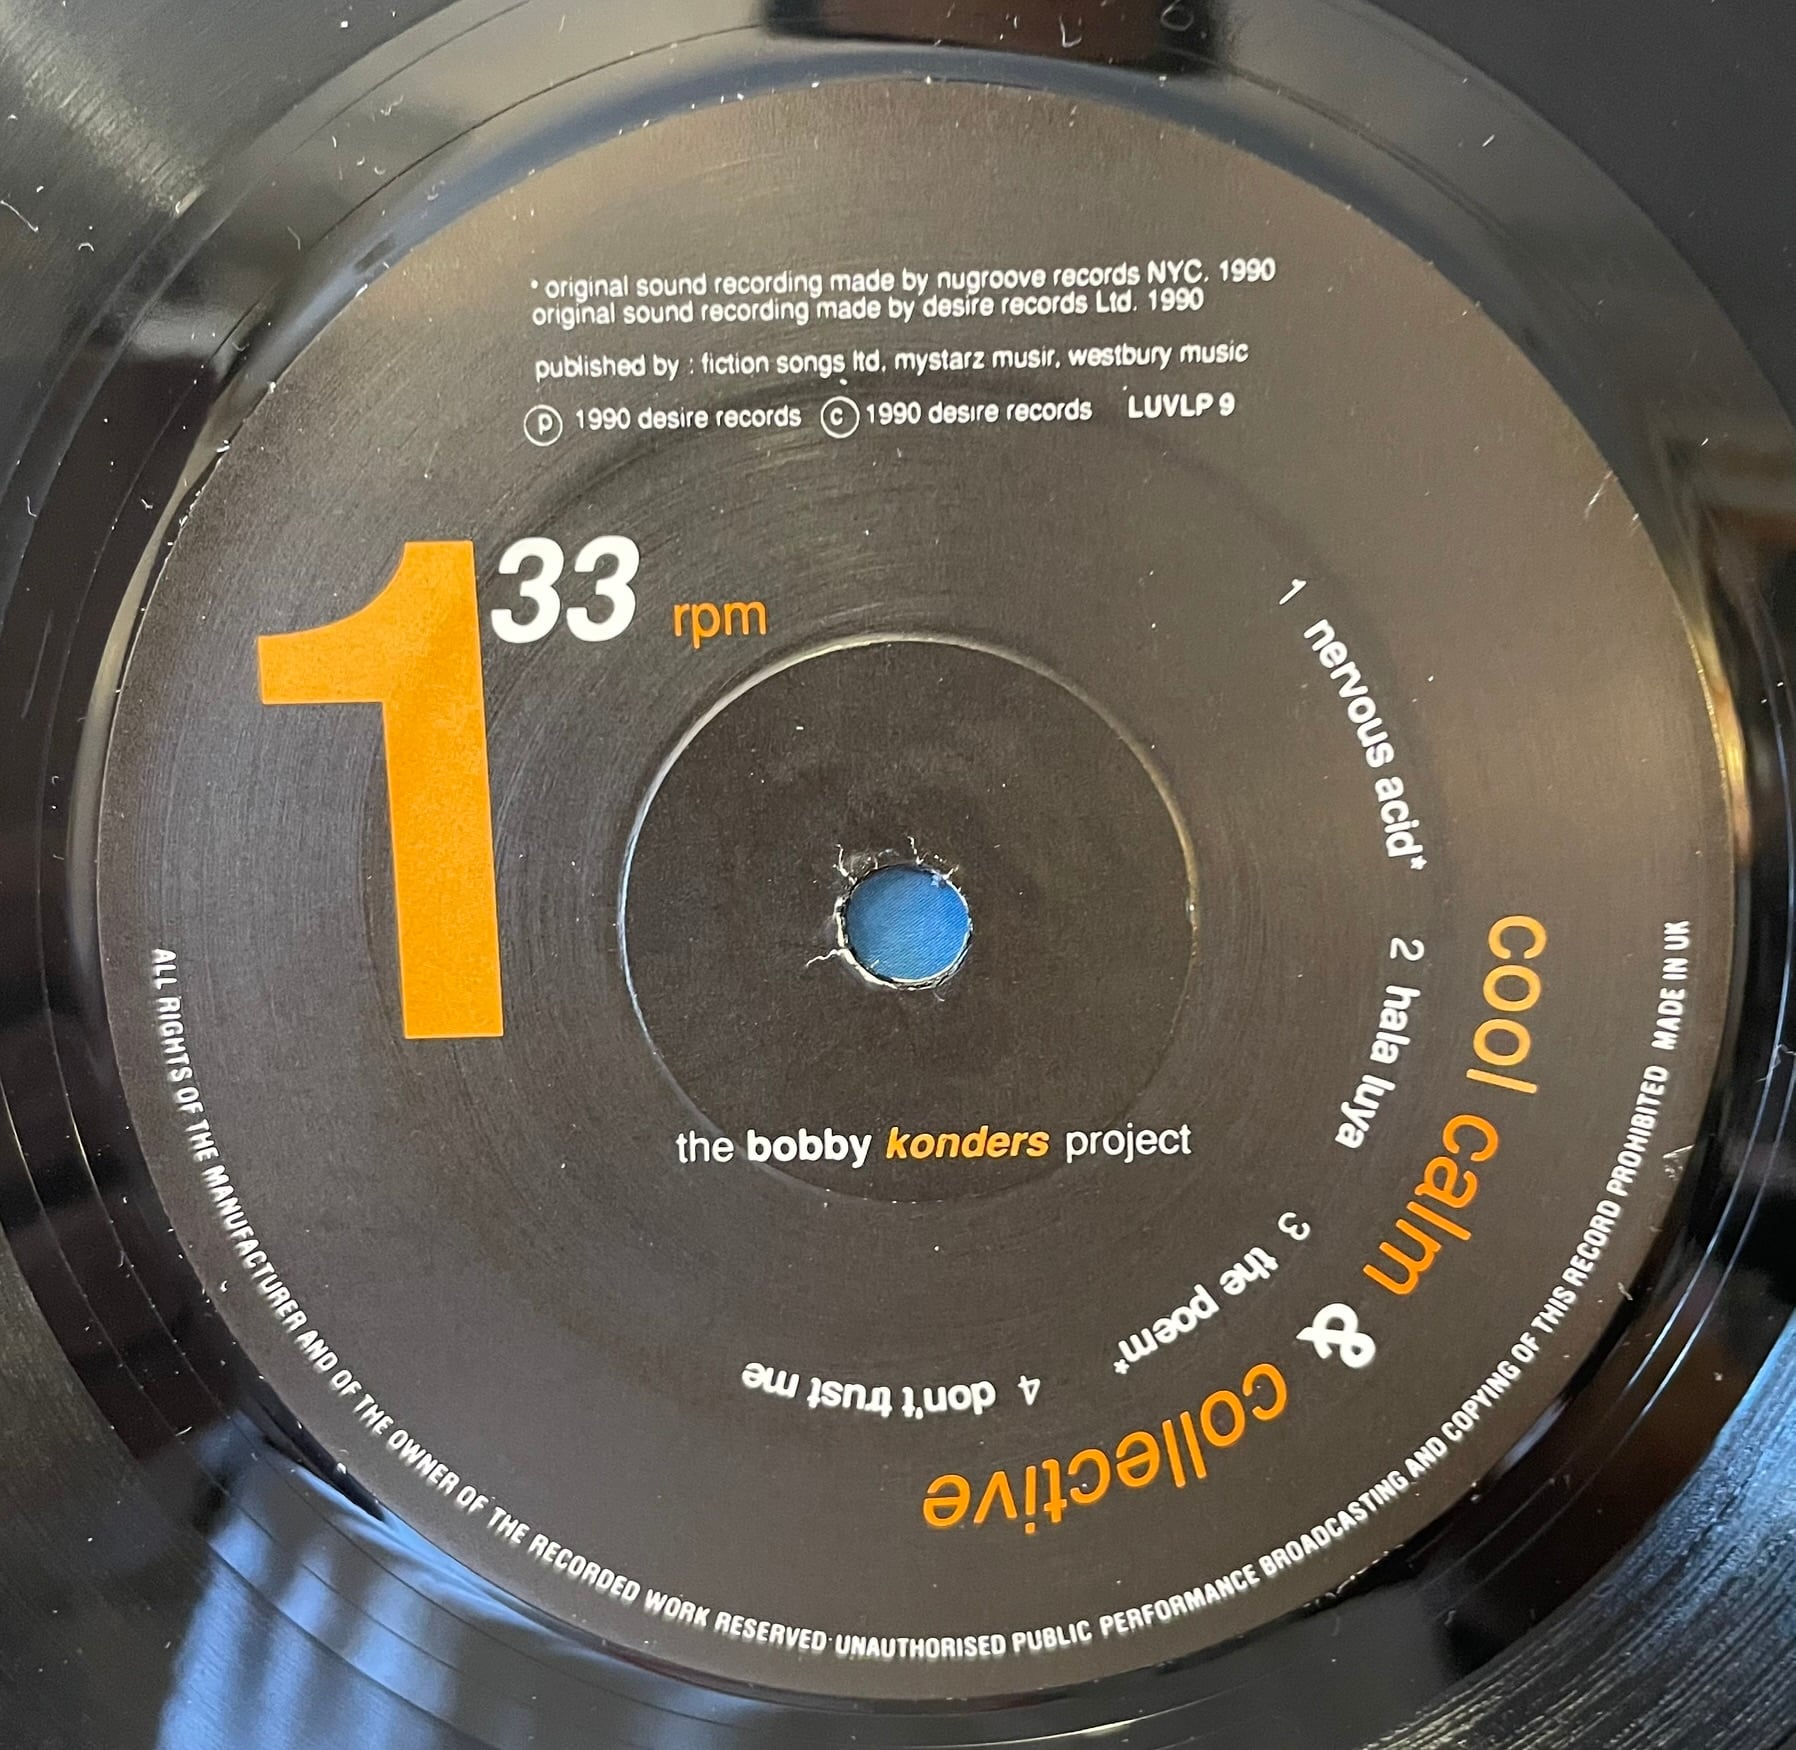 * original sound recording made by nugroove records NYC. 1990
original sound recording made by desire records Ltd. 1990
published by : fiction songs ltd, mystarz musir, westbury music
p 1990 desire records c 1990 desire records LUVLP 9
1 33 rpm
1 nervous acid*
2 hala luya
3 the poem*
4 don't trust me
cool calm & collective
the bobby konders project
ALL RIGHTS OF THE MANUFACTURER AND OF THE OWNER OF THE RECORDED WORK RESERVED UNAUTHORISED PUBLIC PERFORMANCE BROADCASTING AND COPYING OF THIS RECORD PROHIBITED MADE IN UK